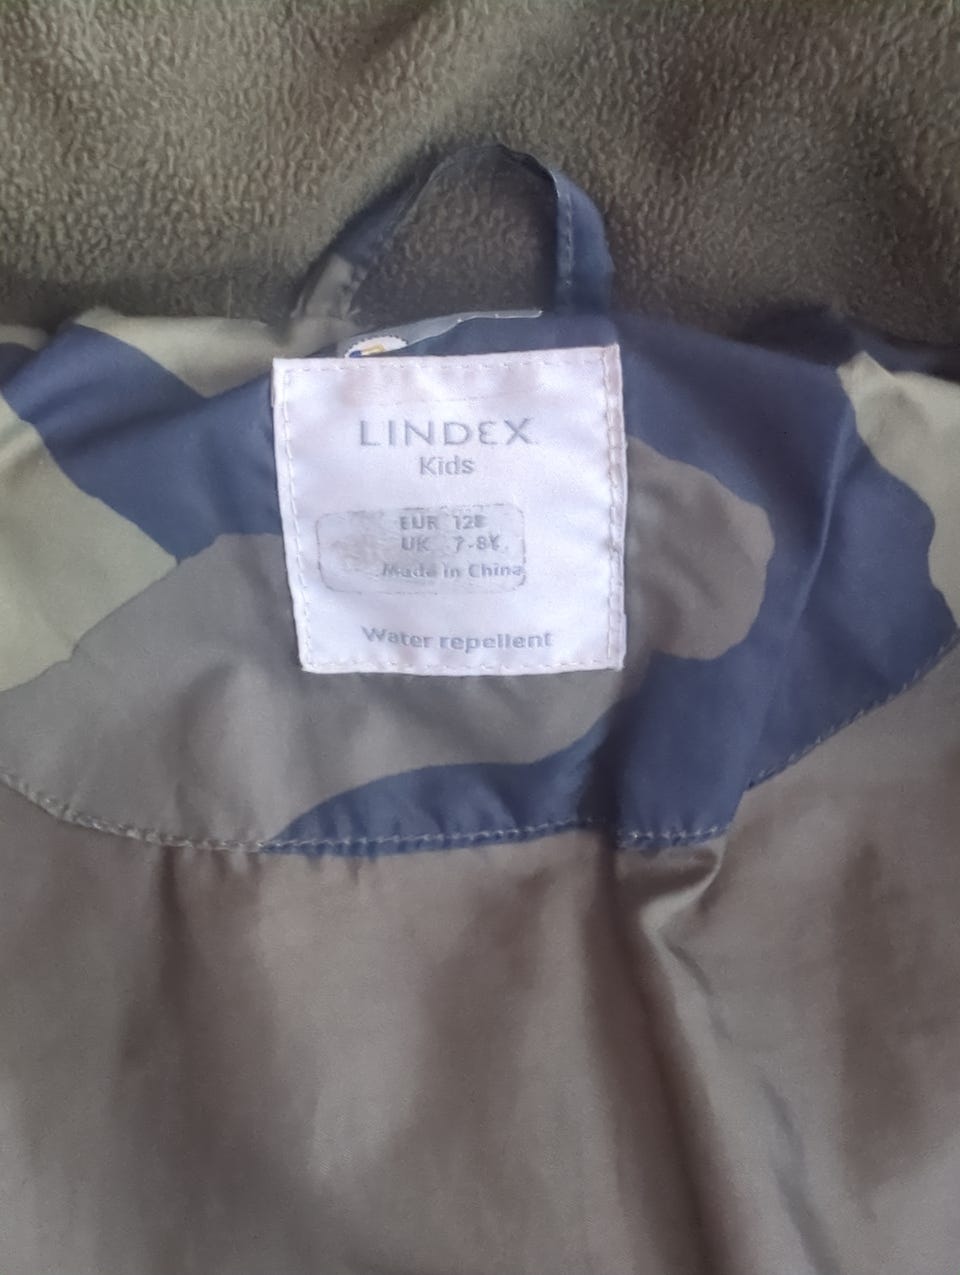 LINDEX
Kids
EUR 128
UK 7-8Y
Made in China
Water repellent